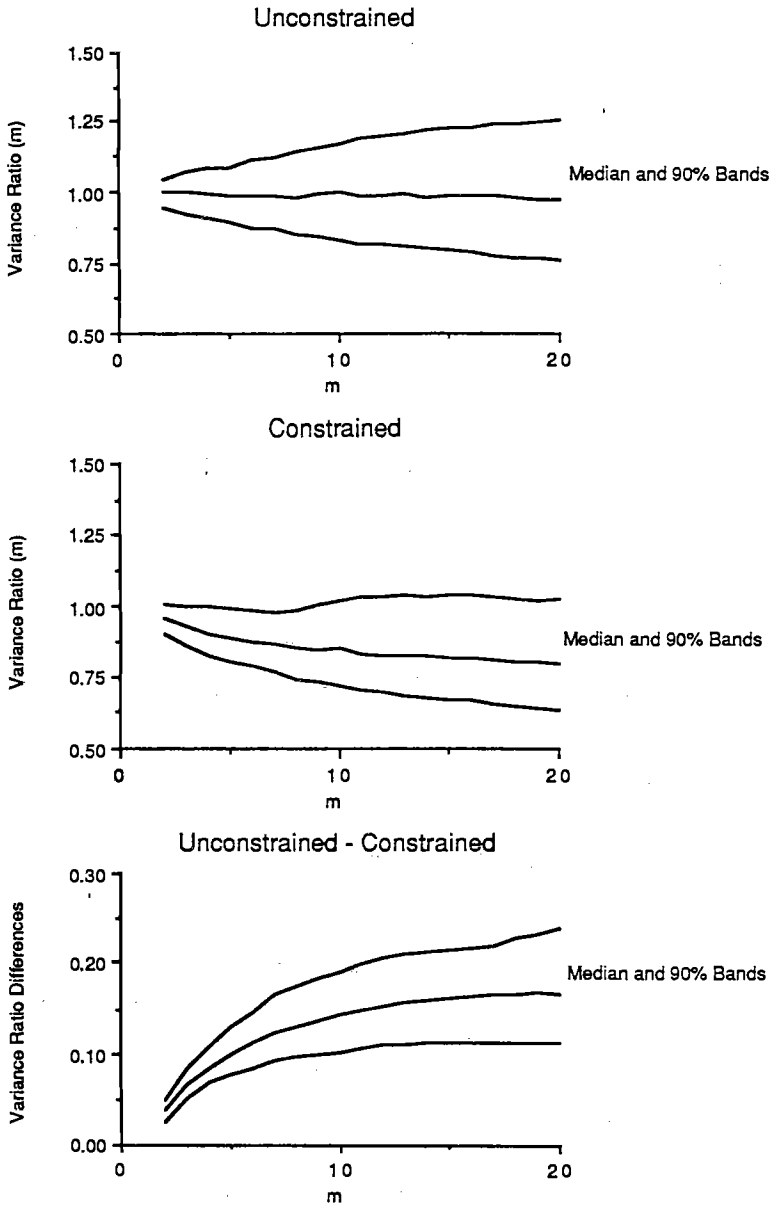 Unconstrained
1.50
1.25
1.00
0.75
0.50
Variance Ratio (m)
Median and 90% Bands
0 10 20
m
Constrained
1.50
1.25
1.00
0.75
0.50
Variance Ratio (m)
Median and 90% Bands
0 10 20
m
Unconstrained - Constrained
0.30
0.20
0.10
0.00
Variance Ratio Differences
Median and 90% Bands
0 10 20
m